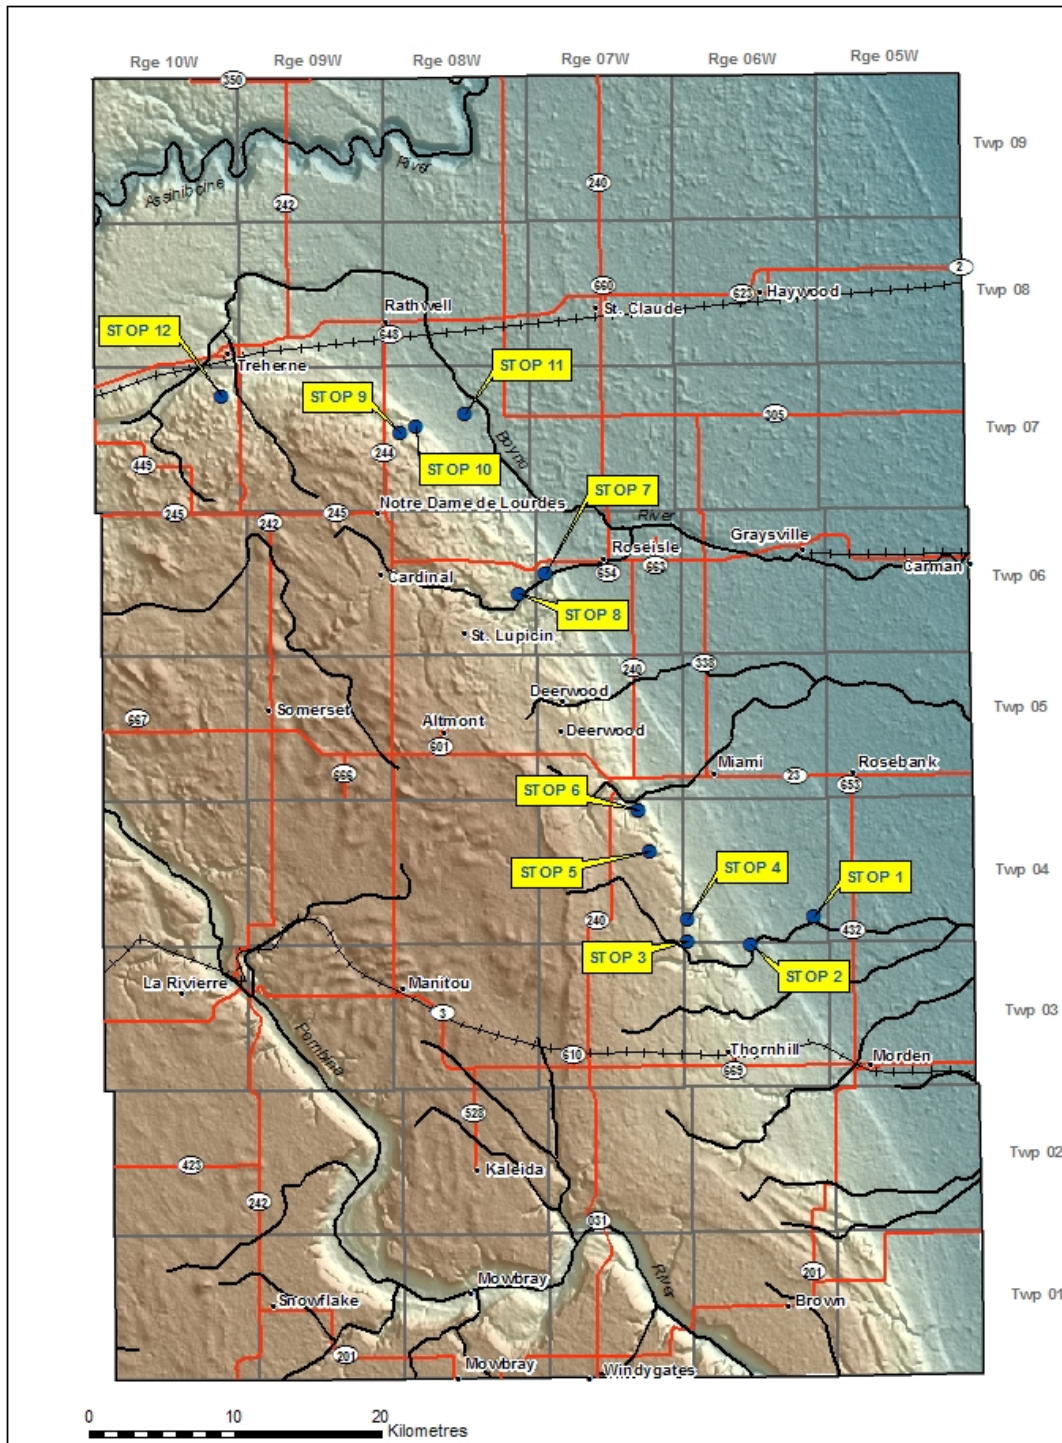 Rge 10W Rge 09W Rge 08W Rge 07W Rge 06W Rge 05W
350
Twp 09
Assiniboine River
240
242
2
Twp 08
660
623 Haywood
Rathwell
St. Claude
648
STOP 12
Treherne
STOP 11
STOP 9
305
Twp 07
244
Boyne
449
STOP 10
STOP 7
Notre Dame de Lourdes
245
242
245
River
Graysville
Roseisle
663
654
Carman
Cardinal
Twp 06
STOP 8
St. Lupicin
240
338
Deerwood
Somerset
Twp 05
667
Altmont
Deerwood
601
Miami
23
Rosebank
666
653
STOP 6
STOP 5
STOP 4
STOP 1
Twp 04
240
432
STOP 3
STOP 2
La Rivierre
Manitou
3
Twp 03
Pembina
610
Thornhill
Morden
669
528
423
Kaleida
Twp 02
242
031
201
Mowbray
River
Snowflake
Brown
Twp 01
201
Mowbray
Windygates
0 10 20
Kilometres